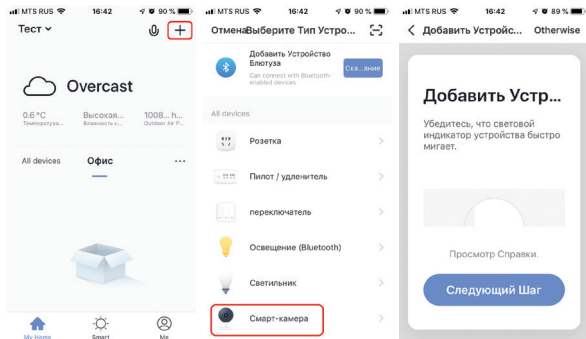 MTS RUS 16:42 90 %
Тест
Overcast
0.6 °C Высокая... 1008... h...
Температура... Влажность н... Outdoor Air P...
All devices Офис ...
My Home Smart Me
MTS RUS 16:42 90 %
Отмена Выберите Тип Устро...
Добавить Устройство
Блютуза
Can connect with Bluetooth-
enabled devices
Ска...ание
All devices
Розетка
Пилот / удленитель
переключатель
Освещение (Bluetooth)
Светильник
Смарт-камера
MTS RUS 16:42 89 %
Добавить Устройс... Otherwise
Добавить Устр...
Убедитесь, что световой
индикатор устройства быстро
мигает.
Просмотр Справки.
Следующий Шаг